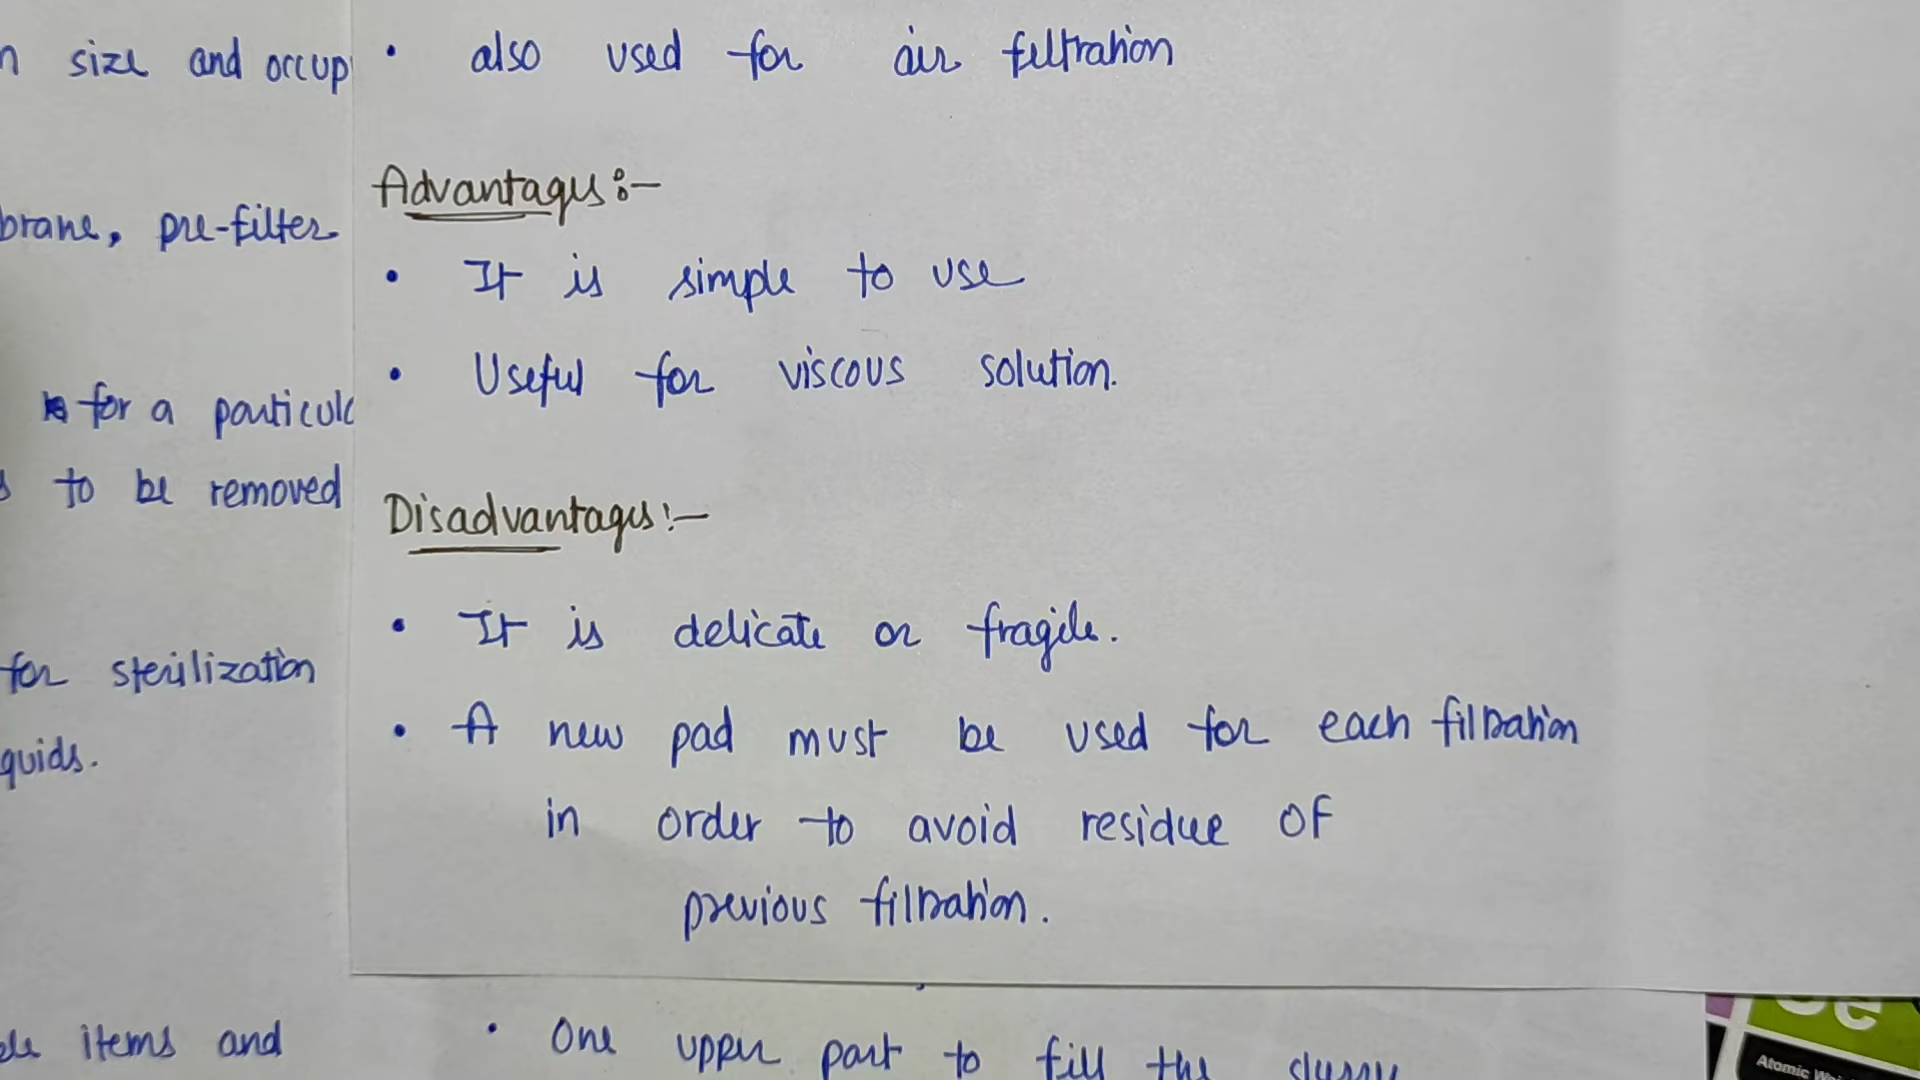 size and occup
brane, pre-filter
for a particula
to be removed
for sterilization
quids.
items and
• also used for air filtration
Advantages:-
• It is simple to use
• Useful for viscous solution.
Disadvantages:-
• It is delicate or fragile.
• A new pad must be used for each filtration
in order to avoid residue of
previous filtration.
• One upper part to fill the slurry
Atomic